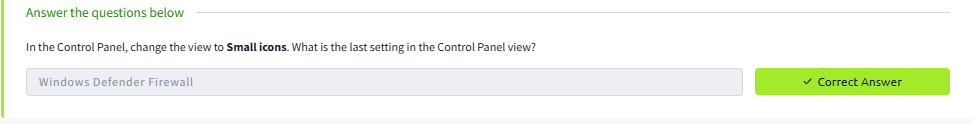 Answer the questions below
In the Control Panel, change the view to Small icons. What is the last setting in the Control Panel view?
Windows Defender Firewall
✓ Correct Answer